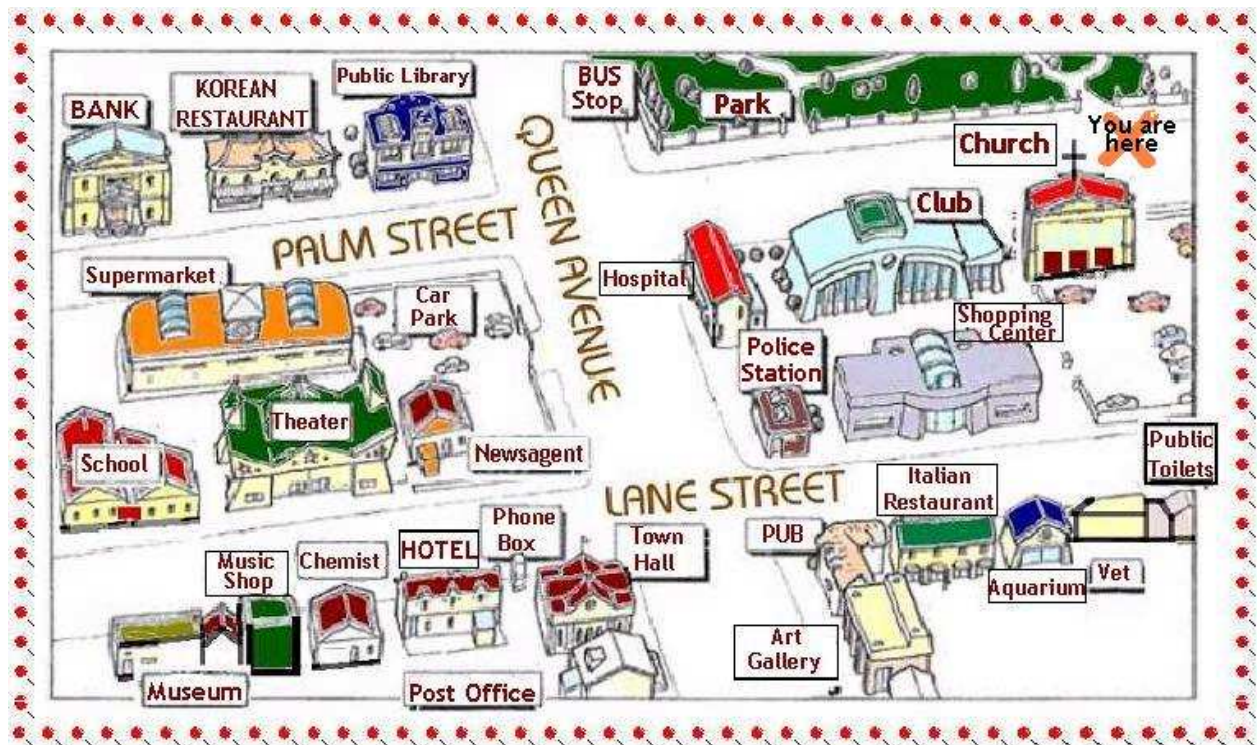 BANK
KOREAN
RESTAURANT
Public Library
BUS
Stop
Park
You are
here
Church
Club
QUEEN AVENUE
PALM STREET
Hospital
Supermarket
Car
Park
Shopping
Center
Police
Station
Theater
School
Newsagent
Public
Toilets
LANE STREET
Italian
Restaurant
Phone
Box
PUB
Town
Hall
HOTEL
Chemist
Music
Shop
Aquarium
Vet
Art
Gallery
Museum
Post Office